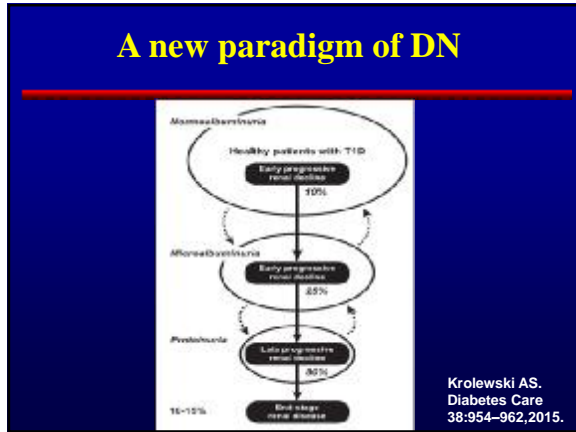 A new paradigm of DN
Normoalbuminuria
Healthy patients with T1D
Early progressive
renal decline
10%
Microalbuminuria
Early progressive
renal decline
Proteinuria
Late progressive
renal decline
End stage
renal disease
Krolewski AS.
Diabetes Care
38:954–962,2015.